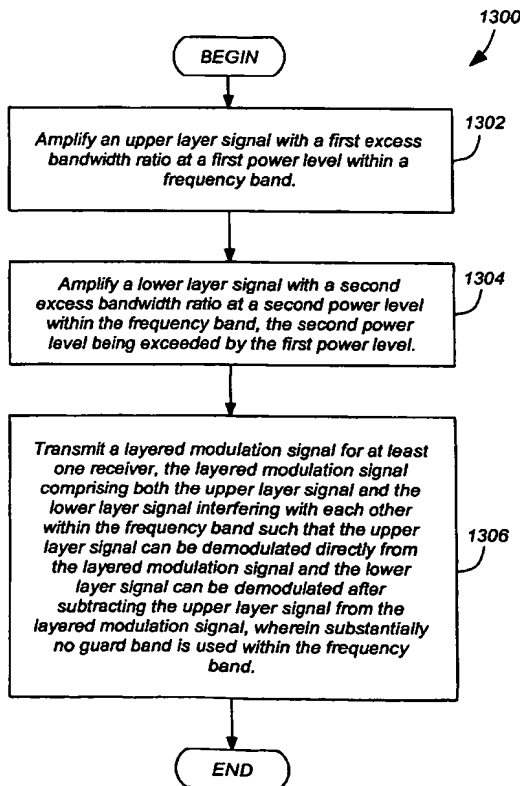 1300
BEGIN
Amplify an upper layer signal with a first excess
bandwidth ratio at a first power level within a
frequency band.
1302
Amplify a lower layer signal with a second
excess bandwidth ratio at a second power level
within the frequency band, the second power
level being exceeded by the first power level.
1304
Transmit a layered modulation signal for at least
one receiver, the layered modulation signal
comprising both the upper layer signal and the
lower layer signal interfering with each other
within the frequency band such that the upper
layer signal can be demodulated directly from
the layered modulation signal and the lower
layer signal can be demodulated after
subtracting the upper layer signal from the
layered modulation signal, wherein substantially
no guard band is used within the frequency
band.
1306
END